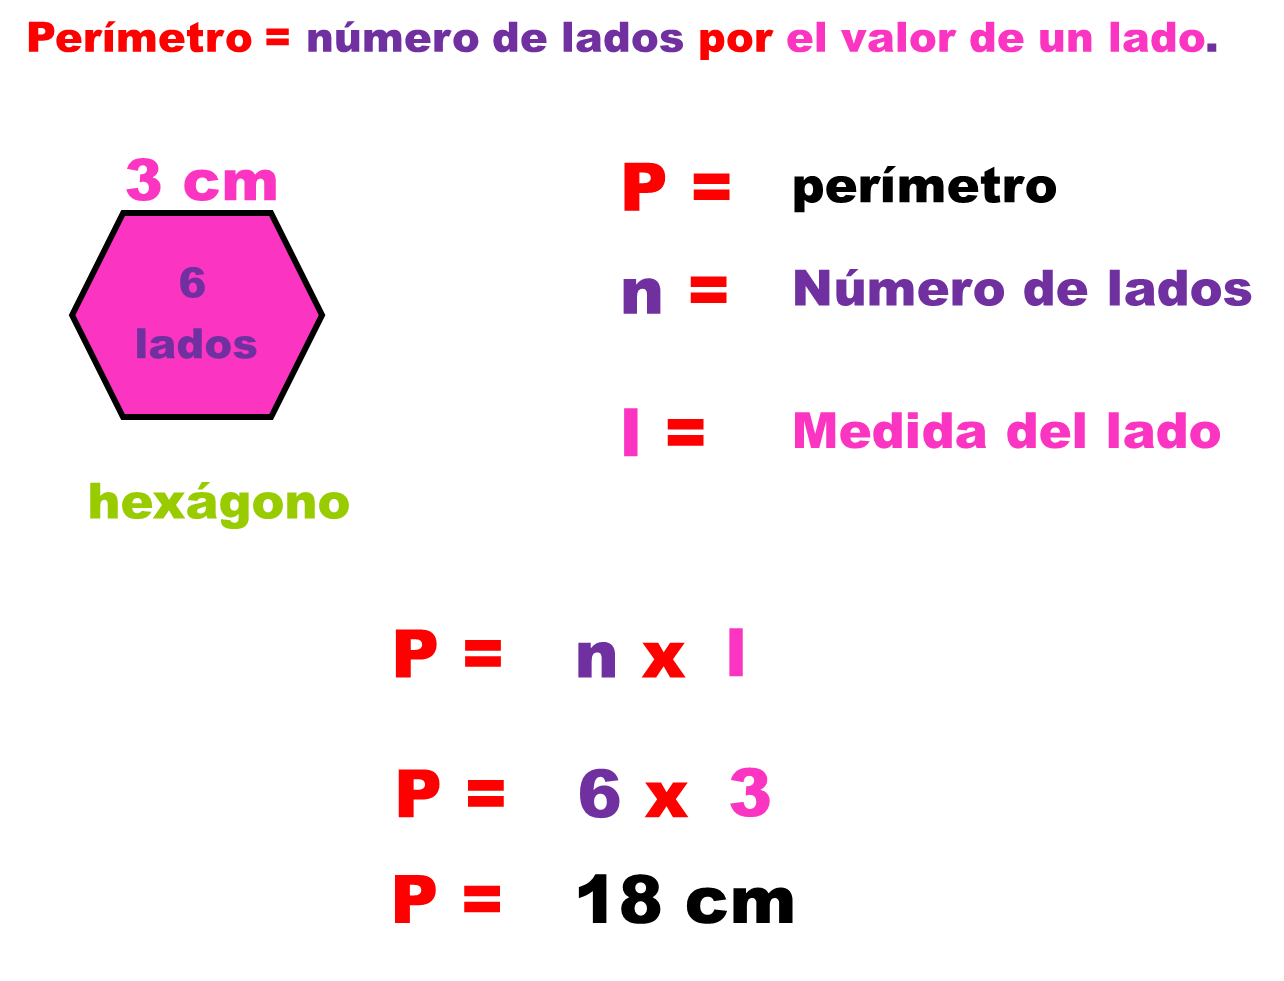 Perímetro = número de lados por el valor de un lado.
3 cm
6
lados
hexágono
P = perímetro
n = Número de lados
l = Medida del lado
P = n x l
P = 6 x 3
P = 18 cm